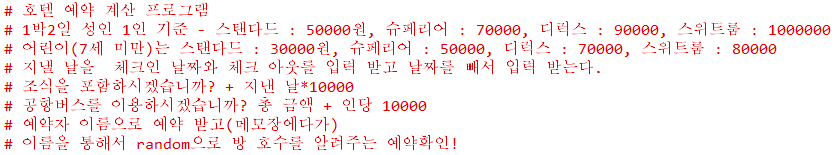 # 호텔 예약 계산 프로그램
# 1박2일 성인 1인 기준 - 스탠다드 : 50000원, 슈페리어 : 70000, 디럭스 : 90000, 스위트룸 : 1000000
# 어린이(7세 미만)는 스탠다드 : 30000원, 슈페리어 : 50000, 디럭스 : 70000, 스위트룸 : 80000
# 지낼 날을  체크인 날짜와 체크 아웃를 입력 받고 날짜를 빼서 입력 받는다.
# 조식을 포함하시겠습니까? + 지낸 날*10000
# 공항버스를 이용하시겠습니까? 총 금액 + 인당 10000
# 예약자 이름으로 예약 받고(메모장에다가)
# 이름을 통해서 random으로 방 호수를 알려주는 예약확인!